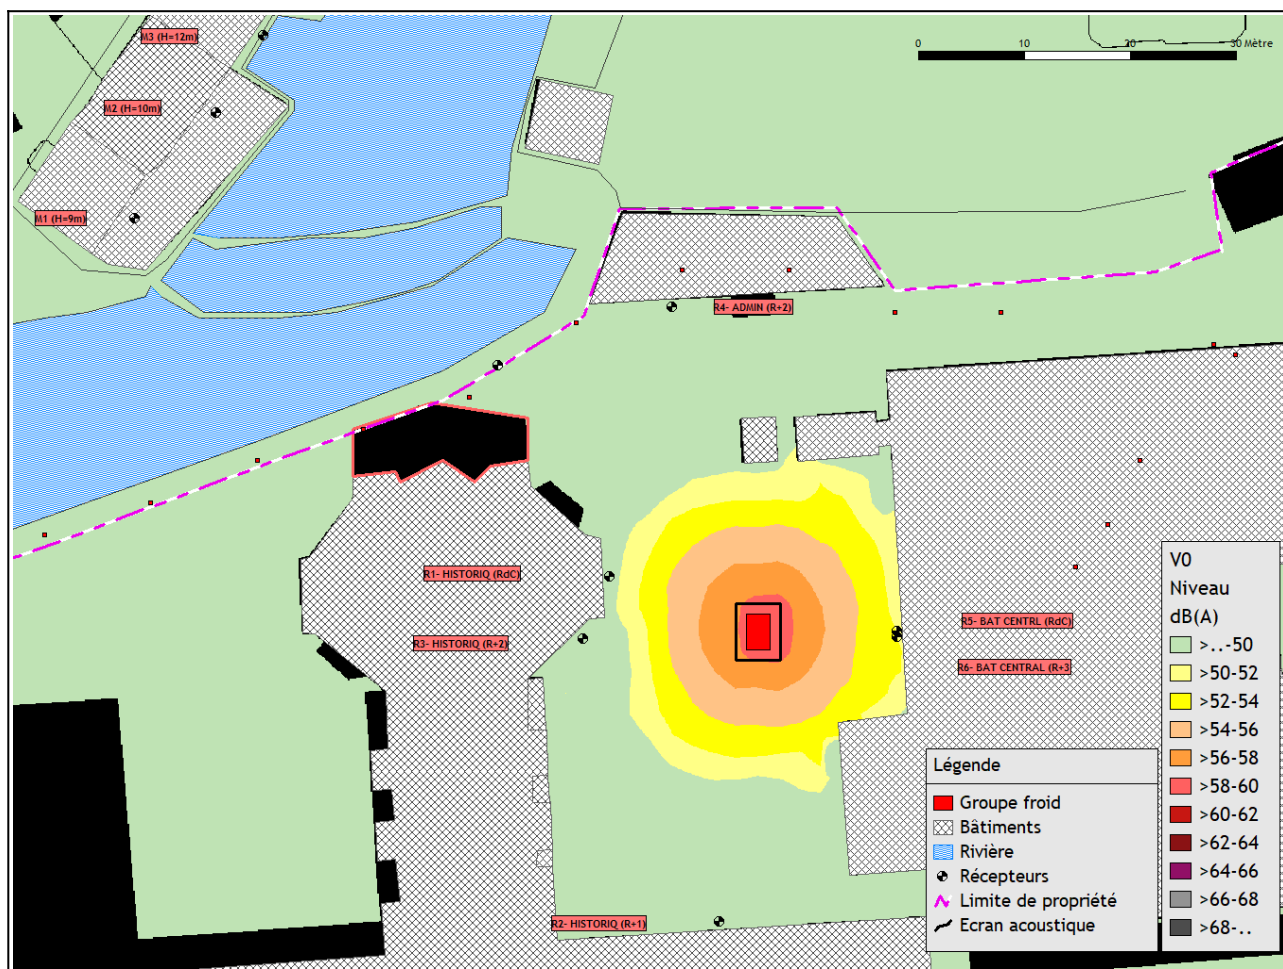 M3 (H=12m)
0 10 20 30 Mètre
M2 (H=10m)
M1 (H=9m)
R4- ADMIN (R+2)
R1- HISTORIQ (RdC)
R3- HISTORIQ (R+2)
R5- BAT CENTRL (RdC)
R6- BAT CENTRAL (R+3
R2- HISTORIQ (R+1)
Légende
Groupe froid
Bâtiments
Rivière
Récepteurs
Limite de propriété
Ecran acoustique
V0
Niveau
dB(A)
>..-50
>50-52
>52-54
>54-56
>56-58
>58-60
>60-62
>62-64
>64-66
>66-68
>68-..